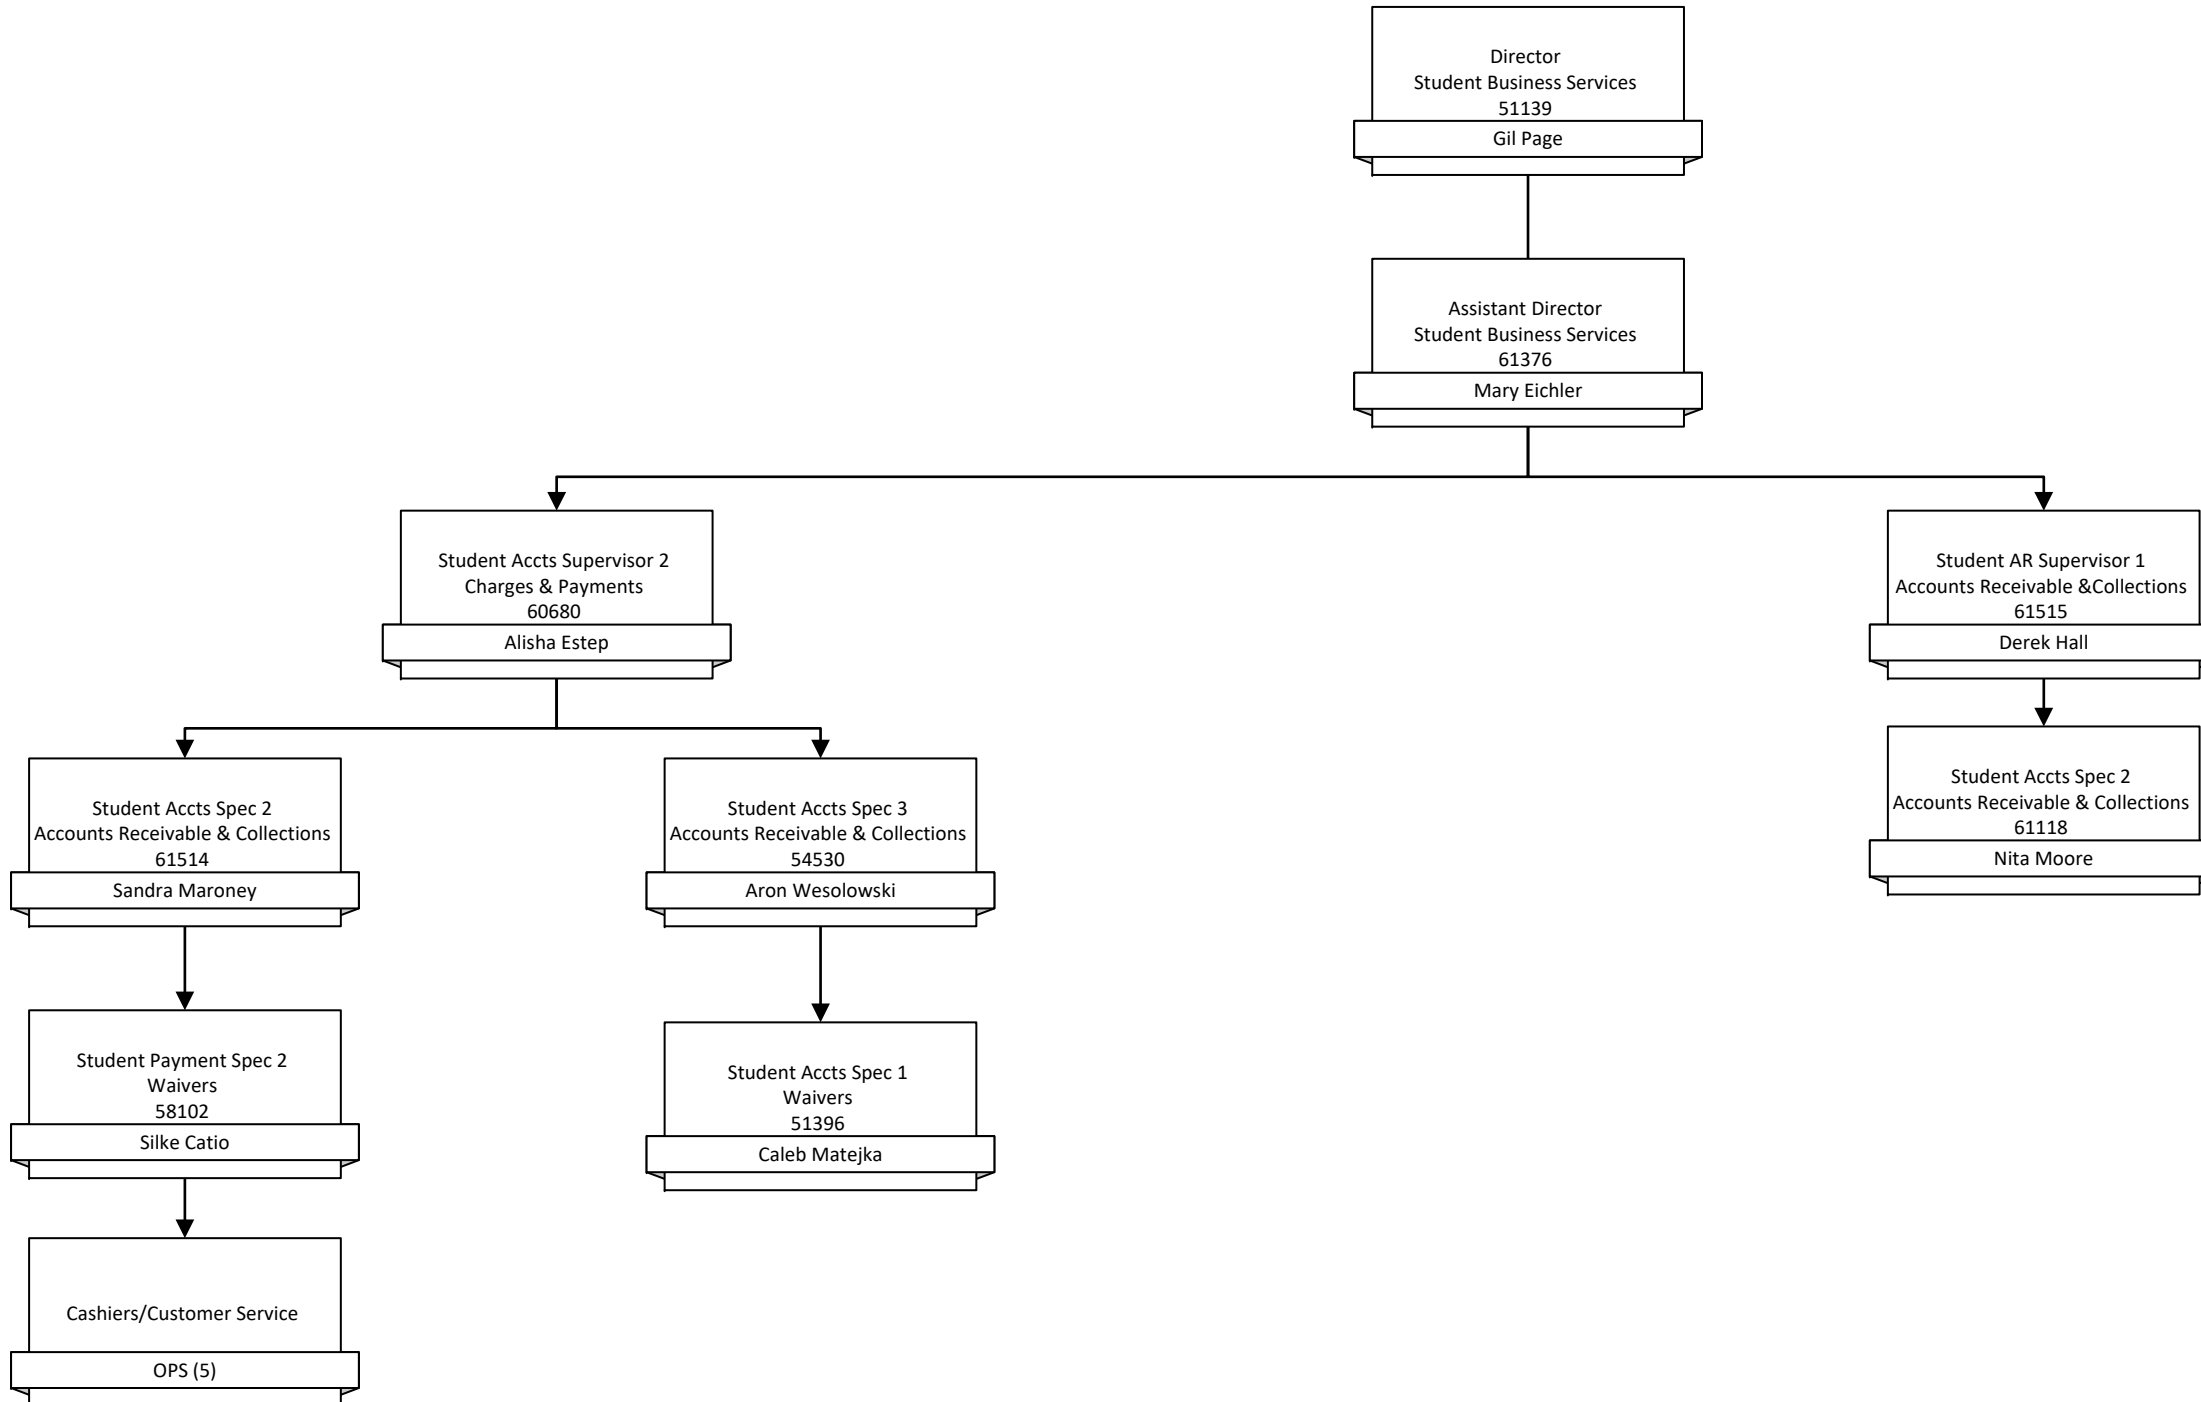 Director
Student Business Services
51139
Gil Page
Assistant Director
Student Business Services
61376
Mary Eichler
Student Accts Supervisor 2
Charges & Payments
60680
Alisha Estep
Student AR Supervisor 1
Accounts Receivable &Collections
61515
Derek Hall
Student Accts Spec 2
Accounts Receivable & Collections
61514
Sandra Maroney
Student Accts Spec 3
Accounts Receivable & Collections
54530
Aron Wesolowski
Student Accts Spec 2
Accounts Receivable & Collections
61118
Nita Moore
Student Payment Spec 2
Waivers
58102
Silke Catio
Student Accts Spec 1
Waivers
51396
Caleb Matejka
Cashiers/Customer Service
OPS (5)